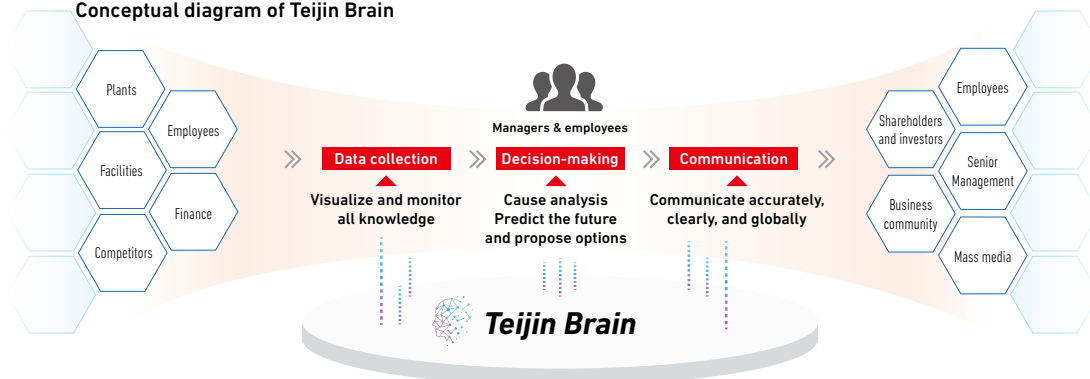 Conceptual diagram of Teijin Brain
Plants
Employees
Facilities
Finance
Competitors
Managers & employees
Data collection
Visualize and monitor
all knowledge
Decision-making
Cause analysis
Predict the future
and propose options
Communication
Communicate accurately,
clearly, and globally
Employees
Shareholders
and investors
Senior
Management
Business
community
Mass media
Teijin Brain